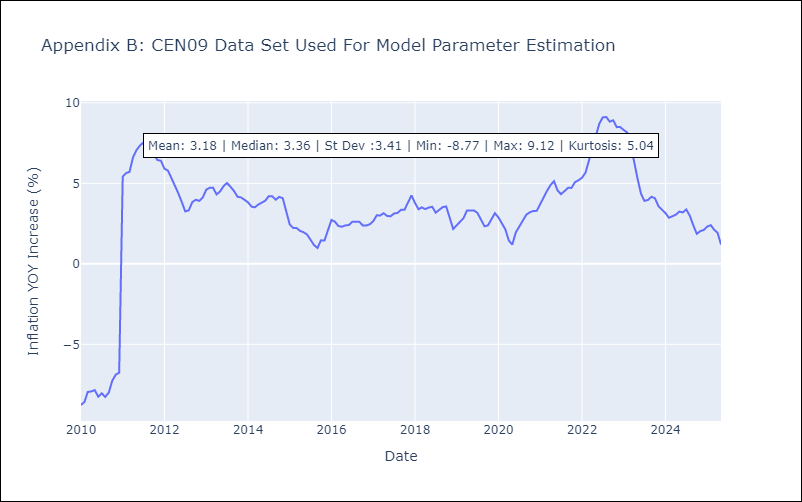 Appendix B: CEN09 Data Set Used For Model Parameter Estimation
Inflation YOY Increase (%)
10
5
0
−5
Mean: 3.18 | Median: 3.36 | St Dev :3.41 | Min: -8.77 | Max: 9.12 | Kurtosis: 5.04
2010 2012 2014 2016 2018 2020 2022 2024
Date